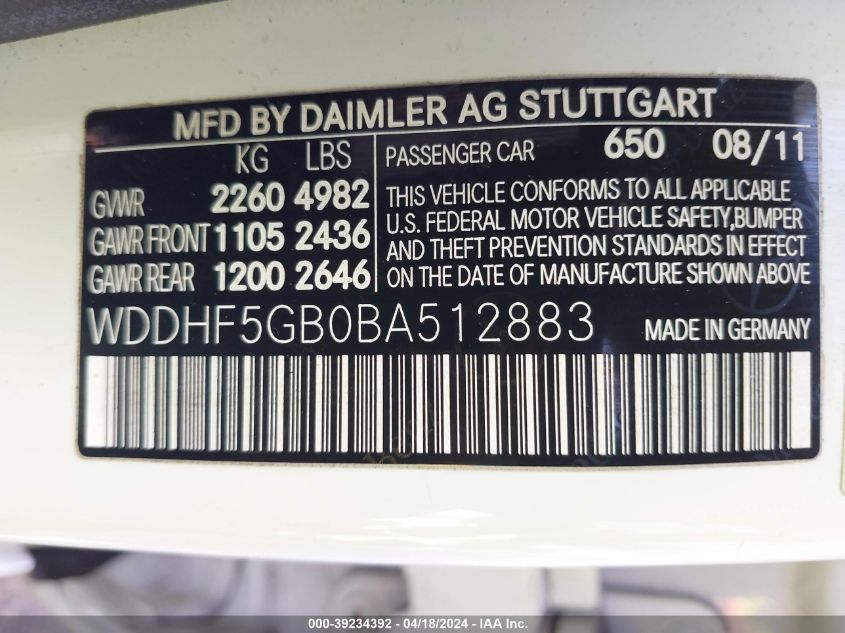 MFD BY DAIMLER AG STUTTGART
KG LBS
GVWR 2260 4982
GAWR FRONT 1105 2436
GAWR REAR 1200 2646
PASSENGER CAR 650 08/11
THIS VEHICLE CONFORMS TO ALL APPLICABLE
U.S. FEDERAL MOTOR VEHICLE SAFETY,BUMPER
AND THEFT PREVENTION STANDARDS IN EFFECT
ON THE DATE OF MANUFACTURE SHOWN ABOVE
WDDHF5GB0BA512883 MADE IN GERMANY
000-39234392 - 04/18/2024 - IAA Inc.